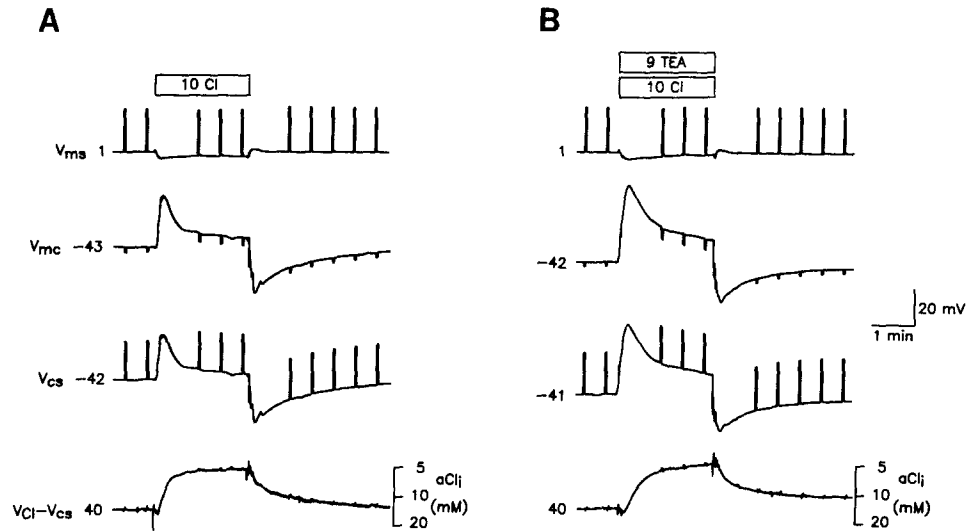 A
10 Cl
Vms 1
Vmc -43
Vcs -42
VCl-Vcs 40
5
10
20
aCli
(mM)
B
9 TEA
10 Cl
1
-42
-41
40
20 mV
1 min
5
10
20
aCli
(mM)